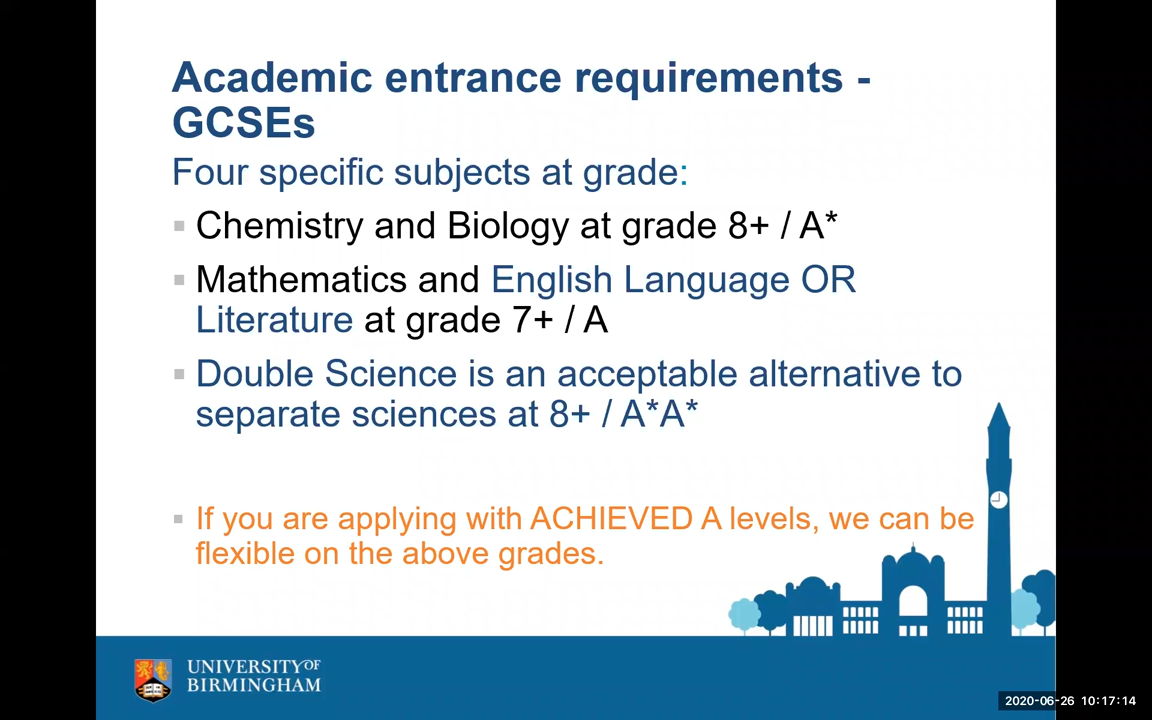 Academic entrance requirements -
GCSEs
Four specific subjects at grade:
▪ Chemistry and Biology at grade 8+ / A*
▪ Mathematics and English Language OR
Literature at grade 7+ / A
▪ Double Science is an acceptable alternative to
separate sciences at 8+ / A*A*
▪ If you are applying with ACHIEVED A levels, we can be
flexible on the above grades.
UNIVERSITY OF
BIRMINGHAM
2020-06-26 10:17:14